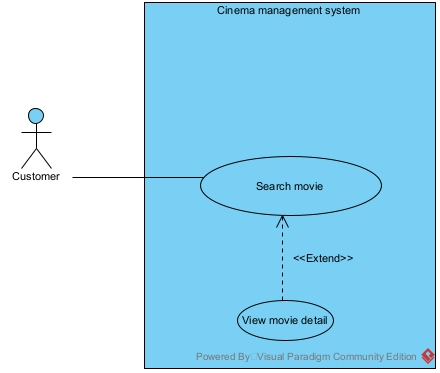 Cinema management system
Customer
Search movie
<<Extend>>
View movie detail
Powered By Visual Paradigm Community Edition